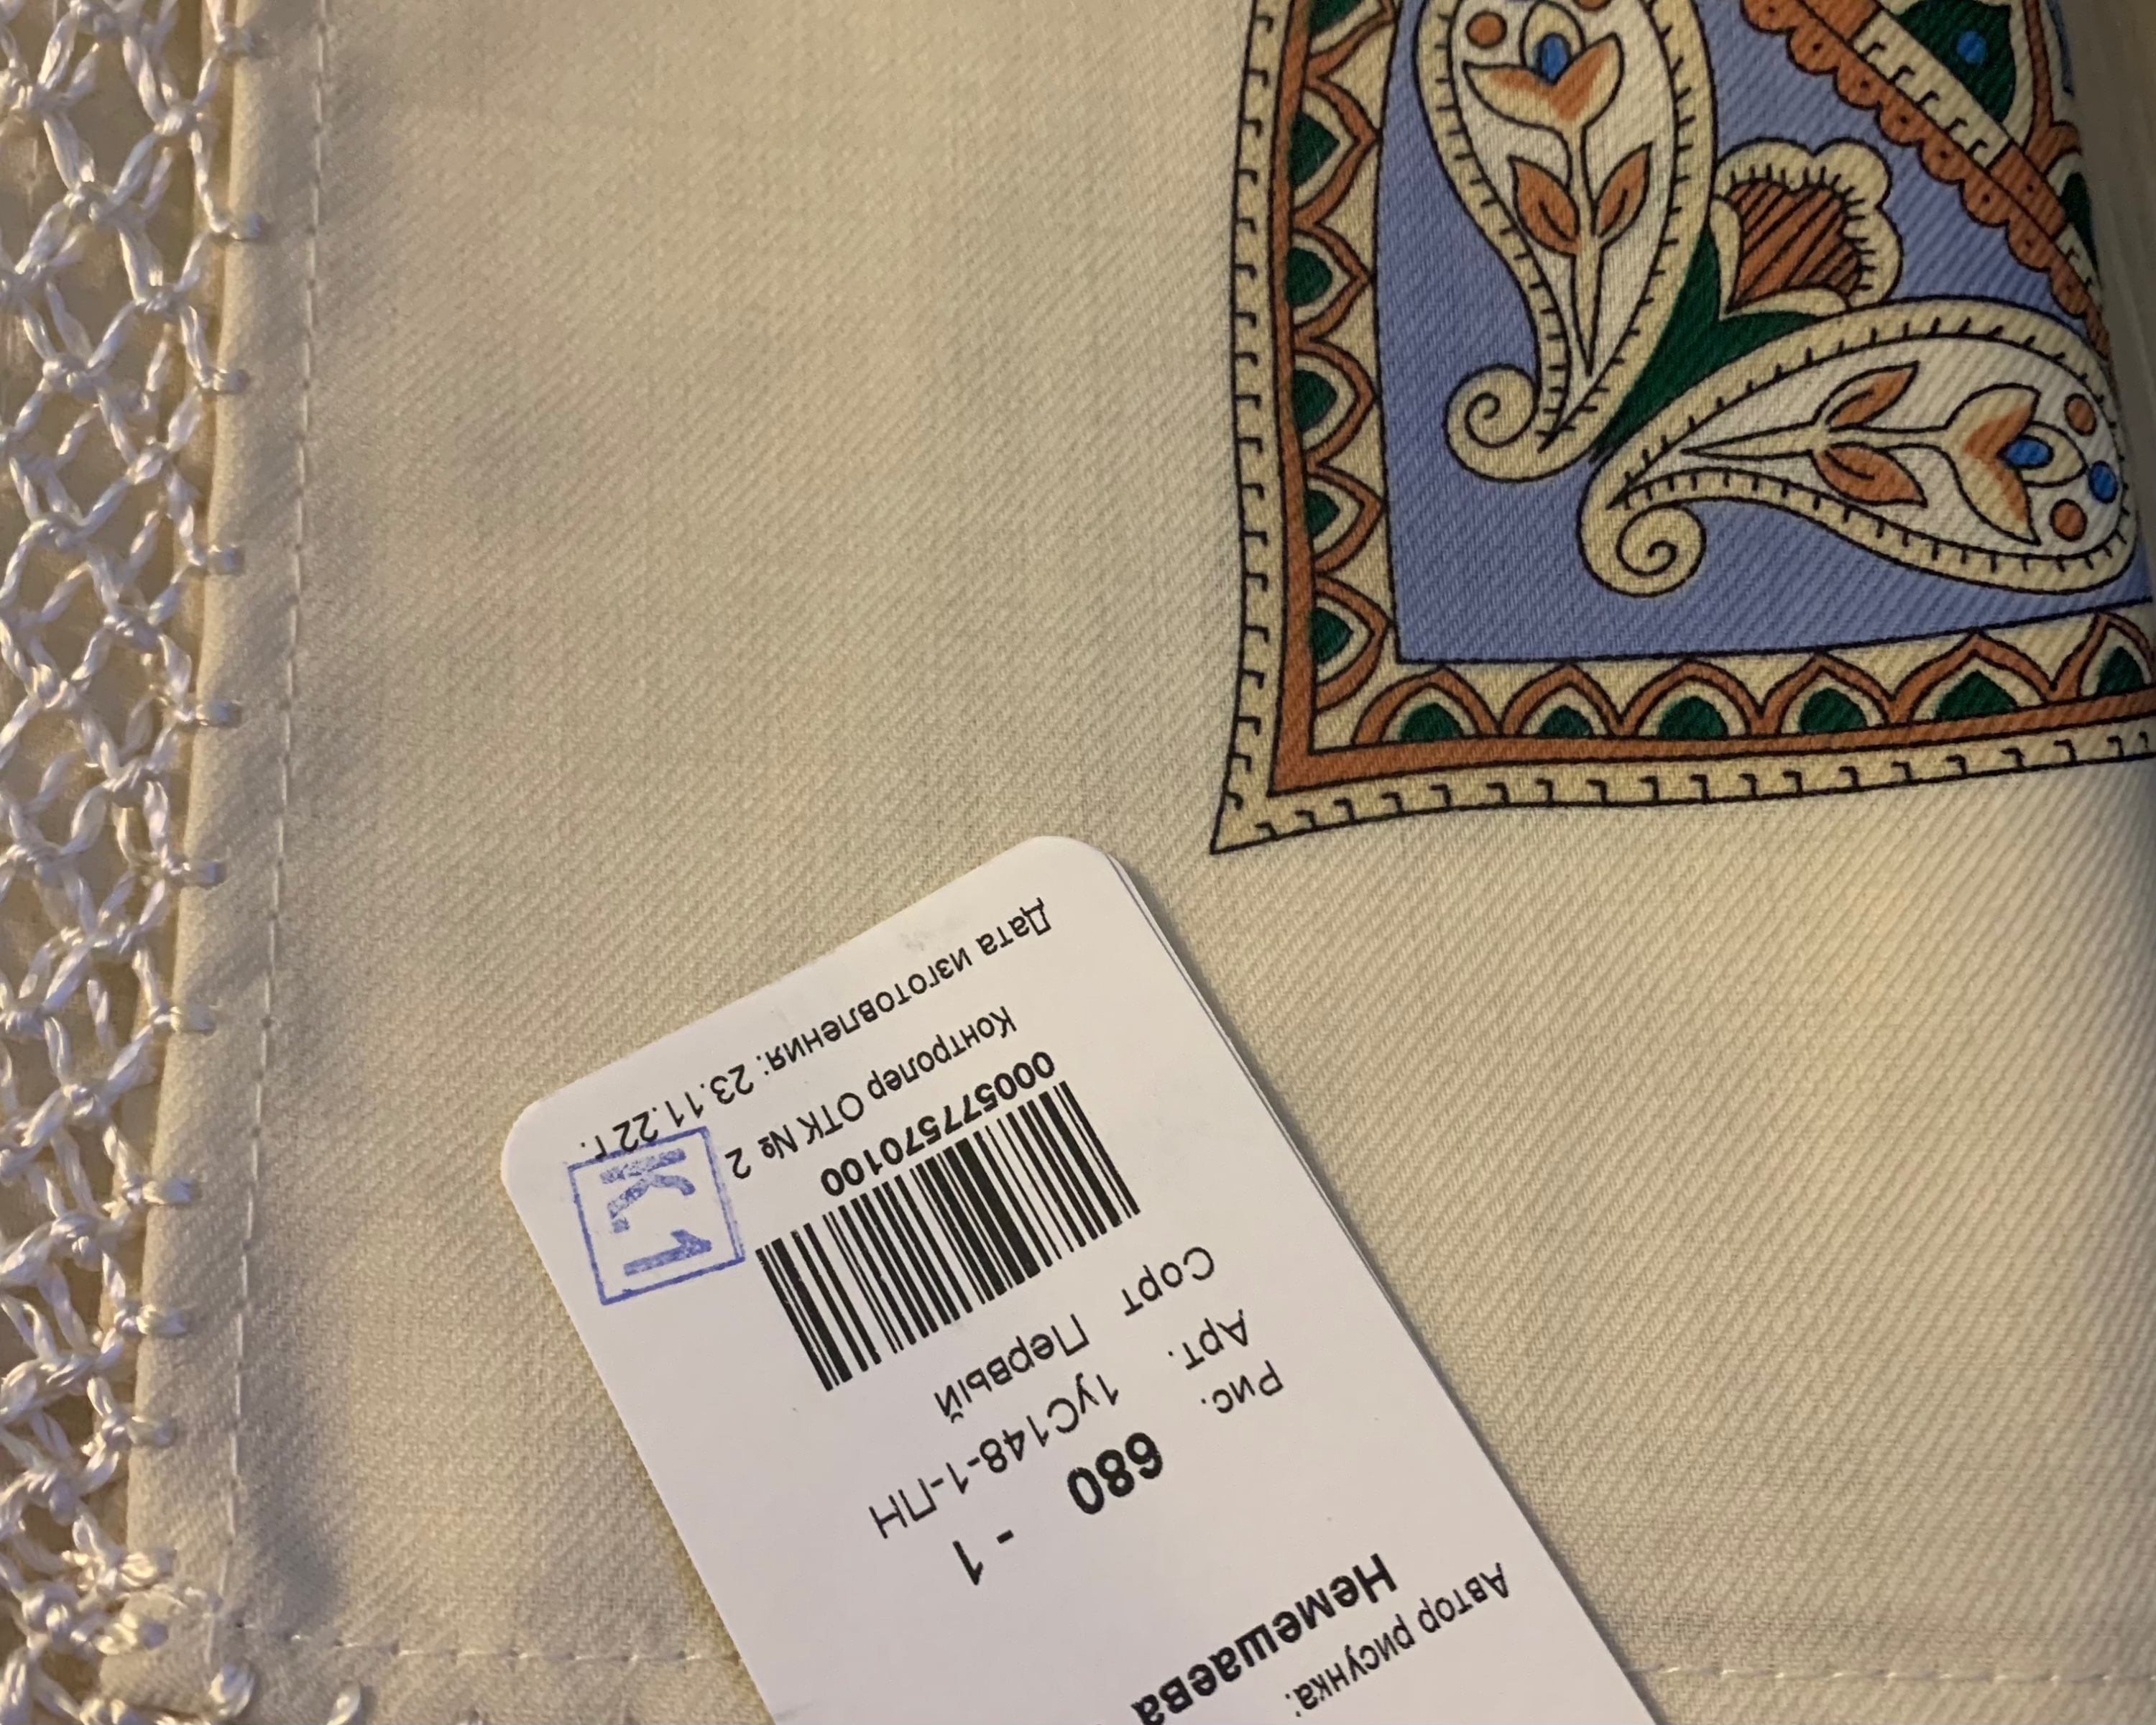 Автор рисунка:
Немешаева
Рис. 680 - 1
Арт. 1уС148-1-ПН
Сорт Первый
000577570100
Контролер ОТК № 2
Дата изготовления: 23.11.22 г.
К.1